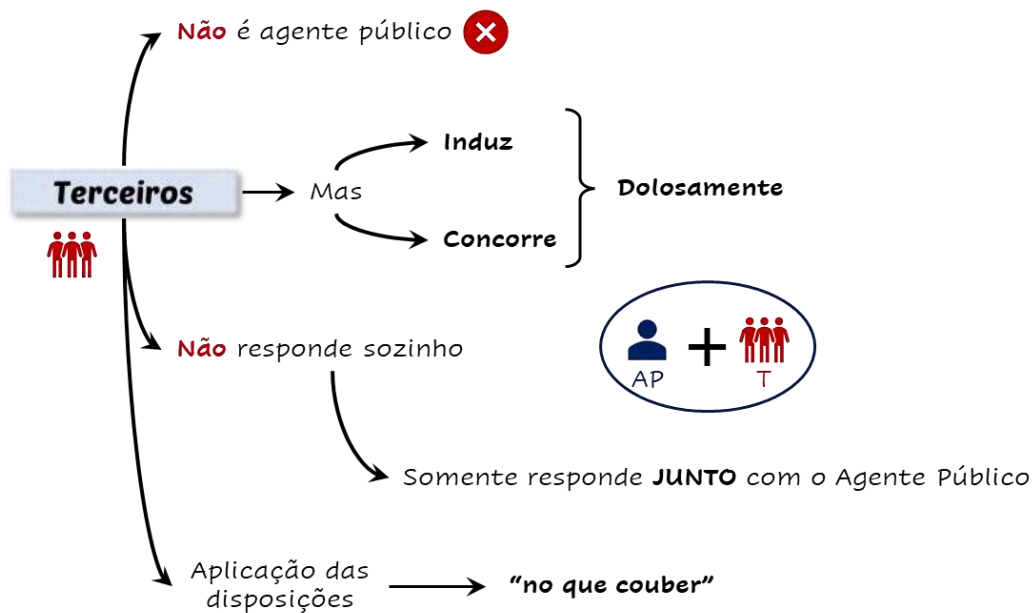 Não é agente público
Terceiros
Mas
Induz
Concorre
Dolosamente
Não responde sozinho
AP
T
Somente responde JUNTO com o Agente Público
Aplicação das
disposições
“no que couber”